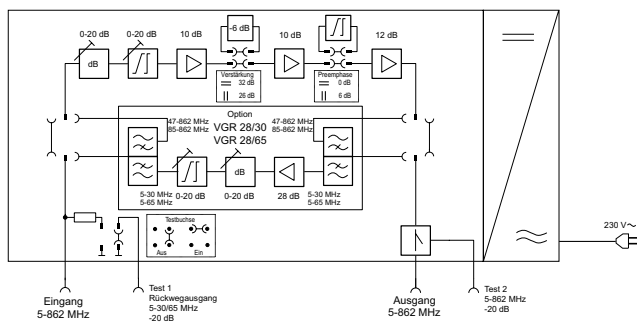 0-20 dB
0-20 dB
10 dB
-6 dB
10 dB
12 dB
dB
Verstärkung
32 dB
26 dB
Preemphase
0 dB
6 dB
Option
VGR 28/30
VGR 28/65
47-862 MHz
85-862 MHz
47-862 MHz
85-862 MHz
dB
5-30 MHz
5-65 MHz
0-20 dB
0-20 dB
28 dB
5-30 MHz
5-65 MHz
Testbuchse
Aus
Ein
230 V~
Eingang
5-862 MHz
Test 1
Rückwegausgang
5-30/65 MHz
-20 dB
Ausgang
5-862 MHz
Test 2
5-862 MHz
-20 dB